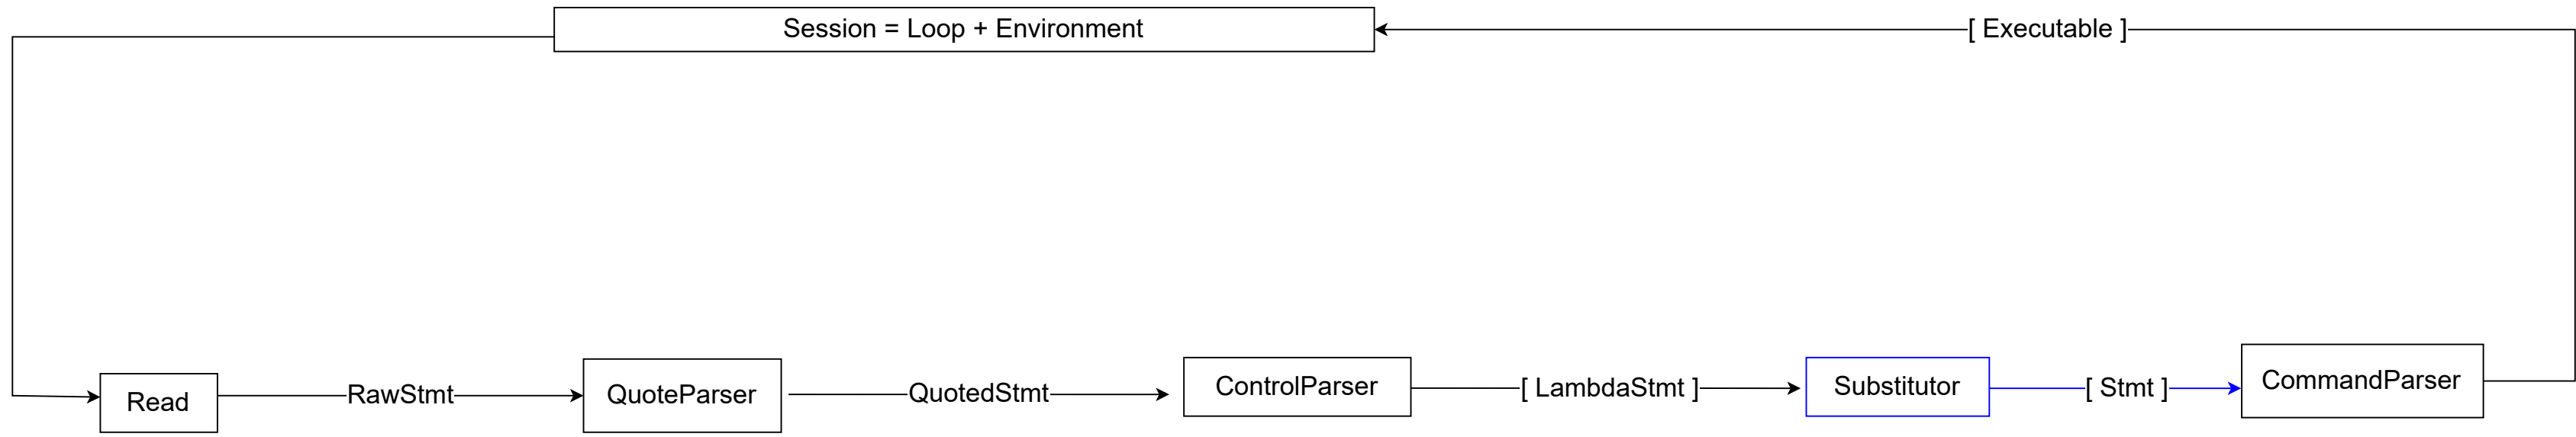 Session = Loop + Environment
[ Executable ]
Read
RawStmt
QuoteParser
QuotedStmt
ControlParser
[ LambdaStmt ]
Substitutor
[ Stmt ]
CommandParser